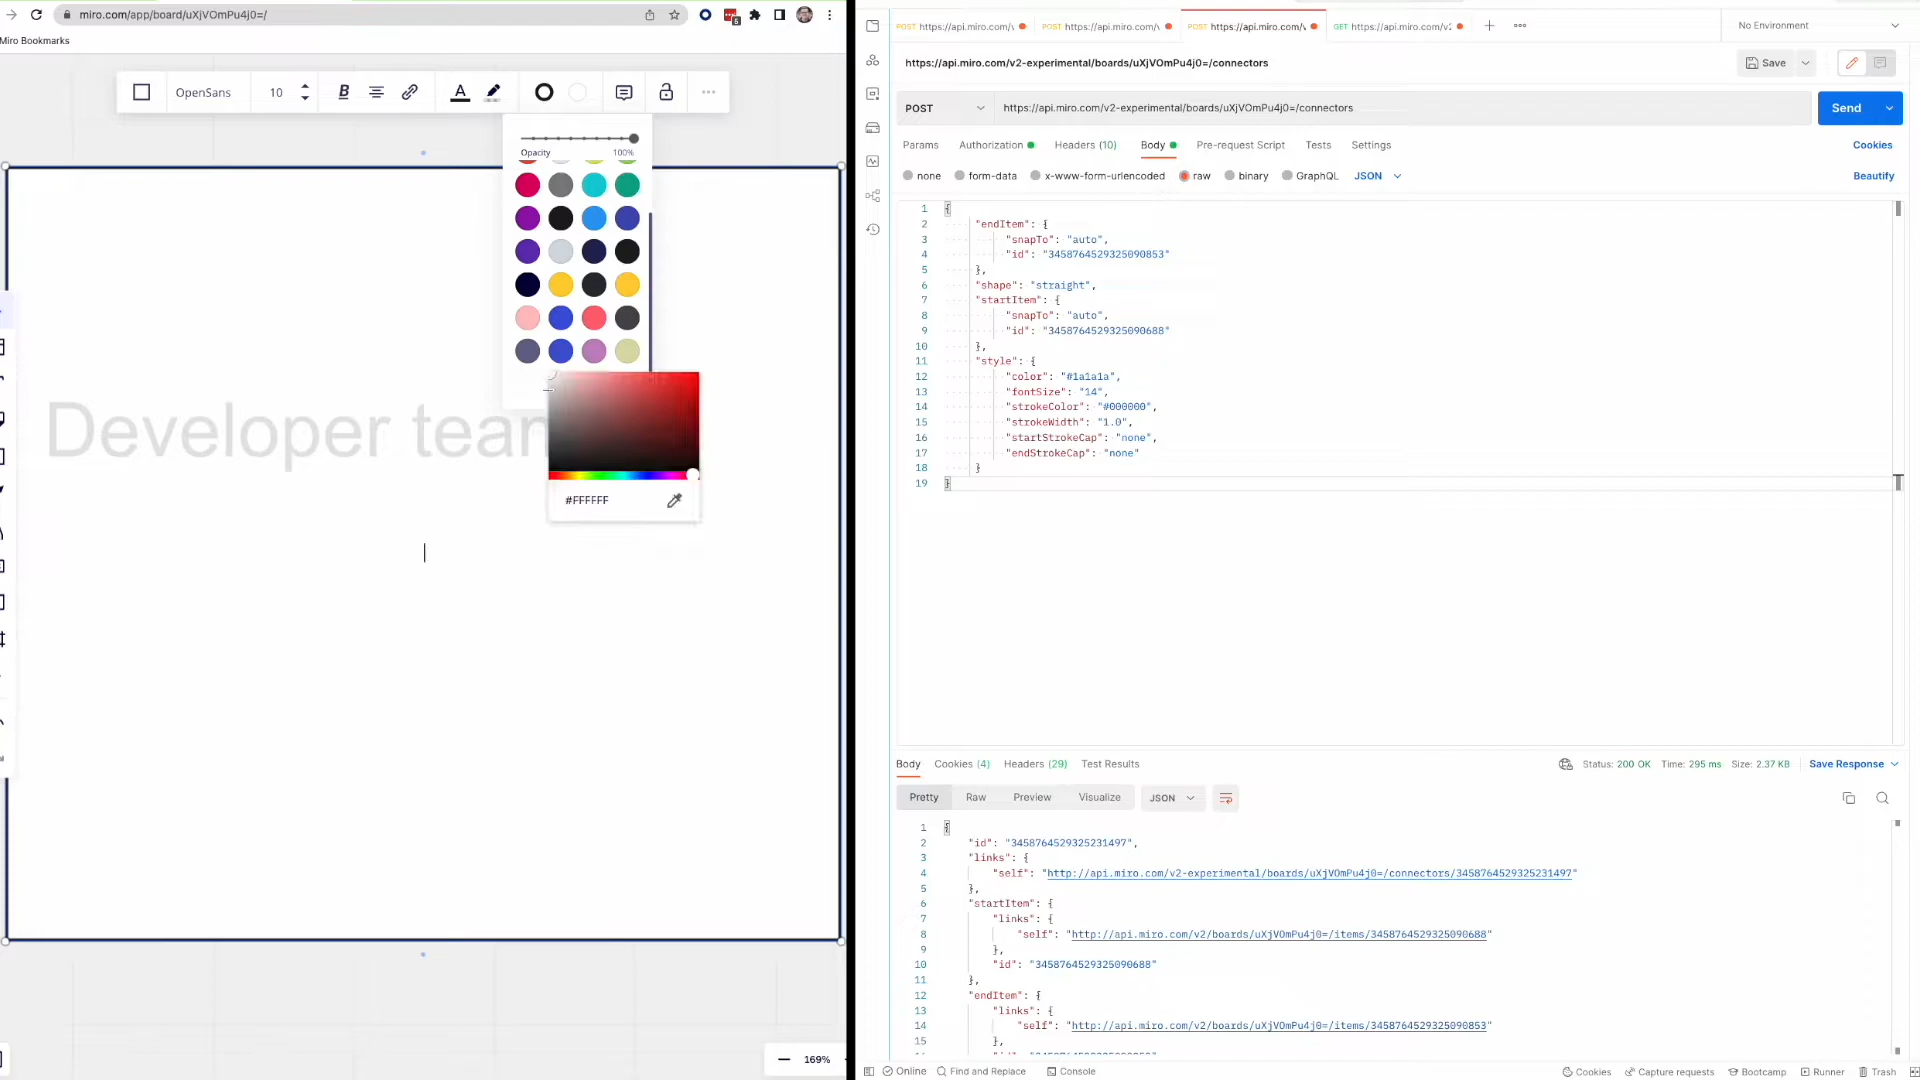 miro.com/app/board/uXjVOmPu4j0=/
Miro Bookmarks
OpenSans
10
B
A
Opacity
100%
Developer team
#FFFFFF
169%
POST https://api.miro.com/v
POST https://api.miro.com/v
POST https://api.miro.com/v
GET https://api.miro.com/v2
No Environment
https://api.miro.com/v2-experimental/boards/uXjVOmPu4j0=/connectors
Save
POST
https://api.miro.com/v2-experimental/boards/uXjVOmPu4j0=/connectors
Send
Params
Authorization
Headers (10)
Body
Pre-request Script
Tests
Settings
Cookies
none
form-data
x-www-form-urlencoded
raw
binary
GraphQL
JSON
Beautify
1 {
2 "endItem": {
3 "snapTo": "auto",
4 "id": "3458764529325090853"
5 },
6 "shape": "straight",
7 "startItem": {
8 "snapTo": "auto",
9 "id": "3458764529325090688"
10 },
11 "style": {
12 "color": "#1a1a1a",
13 "fontSize": "14",
14 "strokeColor": "#000000",
15 "strokeWidth": "1.0",
16 "startStrokeCap": "none",
17 "endStrokeCap": "none"
18 }
19 }
Body
Cookies (4)
Headers (29)
Test Results
Status: 200 OK
Time: 295 ms
Size: 2.37 KB
Save Response
Pretty
Raw
Preview
Visualize
JSON
1 {
2 "id": "3458764529325231497",
3 "links": {
4 "self": "http://api.miro.com/v2-experimental/boards/uXjVOmPu4j0=/connectors/3458764529325231497"
5 },
6 "startItem": {
7 "links": {
8 "self": "http://api.miro.com/v2/boards/uXjVOmPu4j0=/items/3458764529325090688"
9 },
10 "id": "3458764529325090688"
11 },
12 "endItem": {
13 "links": {
14 "self": "http://api.miro.com/v2/boards/uXjVOmPu4j0=/items/3458764529325090853"
15 },
Online
Find and Replace
Console
Cookies
Capture requests
Bootcamp
Runner
Trash